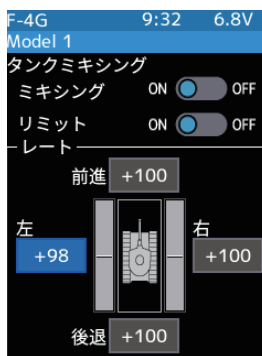 F-4G 9:32 6.8V
Model 1
タンクミキシング
ミキシング ON OFF
リミット ON OFF
レート
前進 +100
左 右
+98 +100
後退 +100